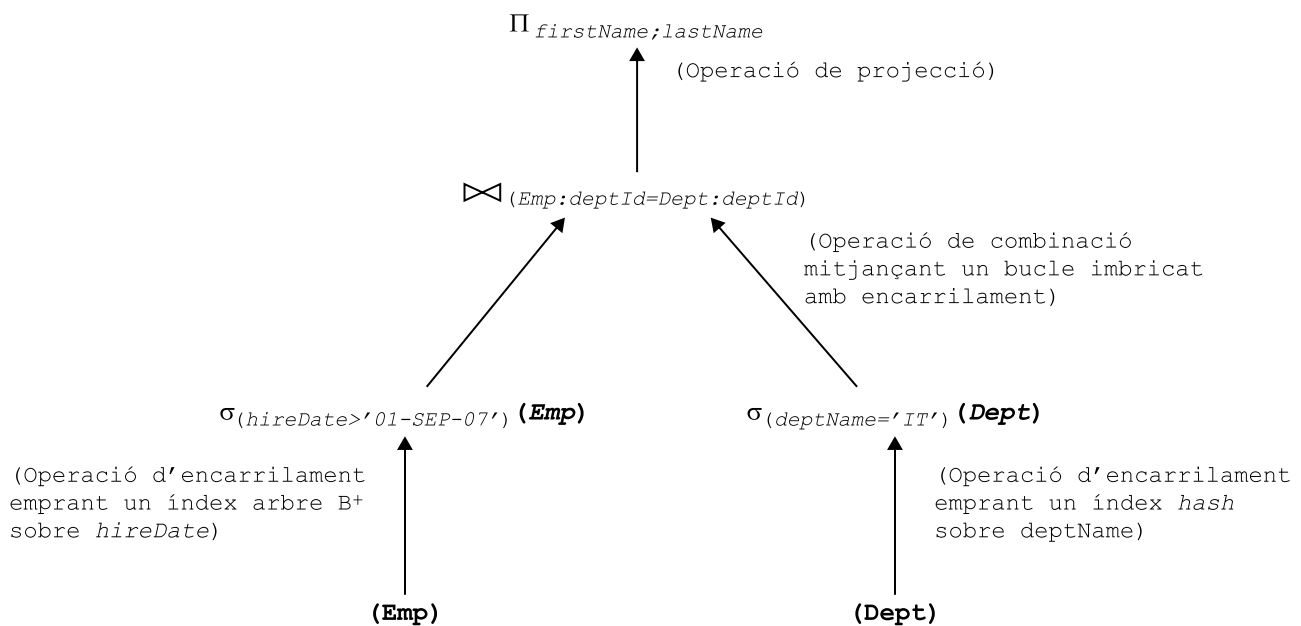 Π firstName;lastName
(Operació de projecció)
⋈ (Emp:deptId=Dept:deptId)
(Operació de combinació
mitjançant un bucle imbricat
amb encarrilament)
σ(hireDate>'01-SEP-07') (Emp)
σ(deptName='IT') (Dept)
(Operació d'encarrilament
emprant un índex arbre B+
sobre hireDate)
(Operació d'encarrilament
emprant un índex hash
sobre deptName)
(Emp)
(Dept)